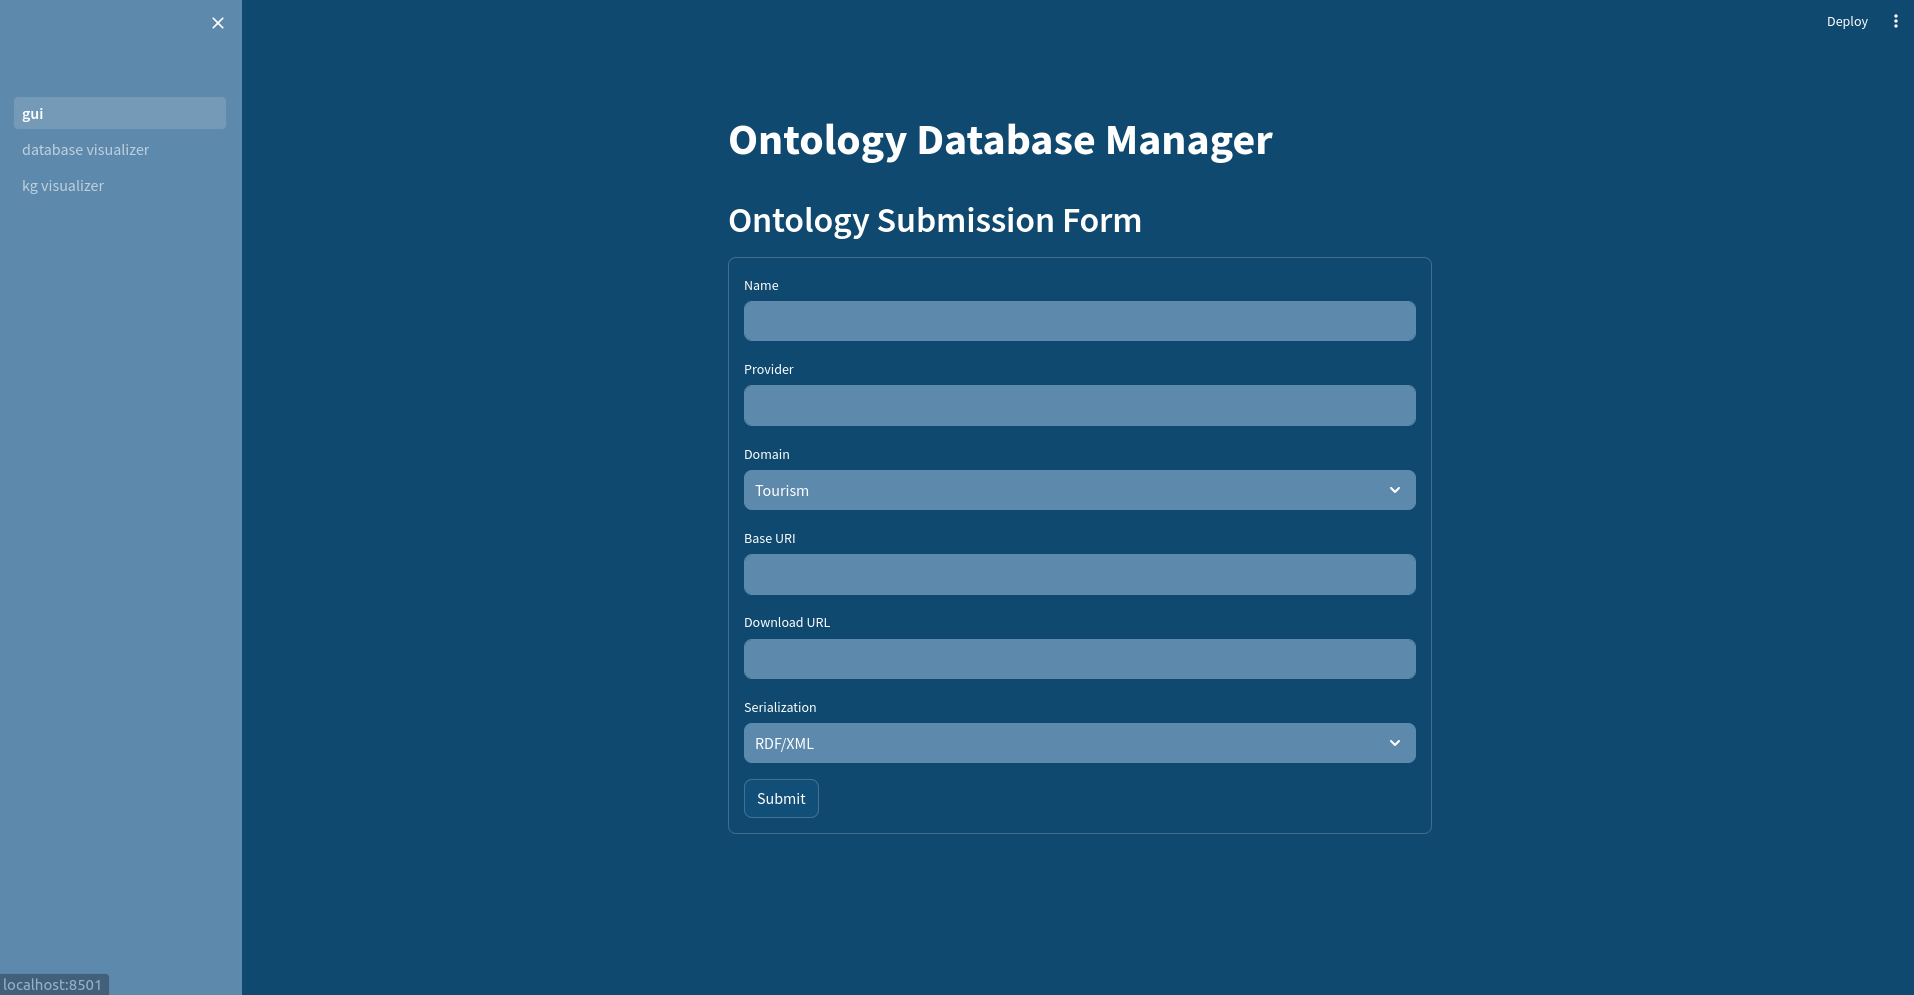 Deploy
gui
database visualizer
kg visualizer
Ontology Database Manager
Ontology Submission Form
Name
Provider
Domain
Tourism
Base URI
Download URL
Serialization
RDF/XML
Submit
localhost:8501